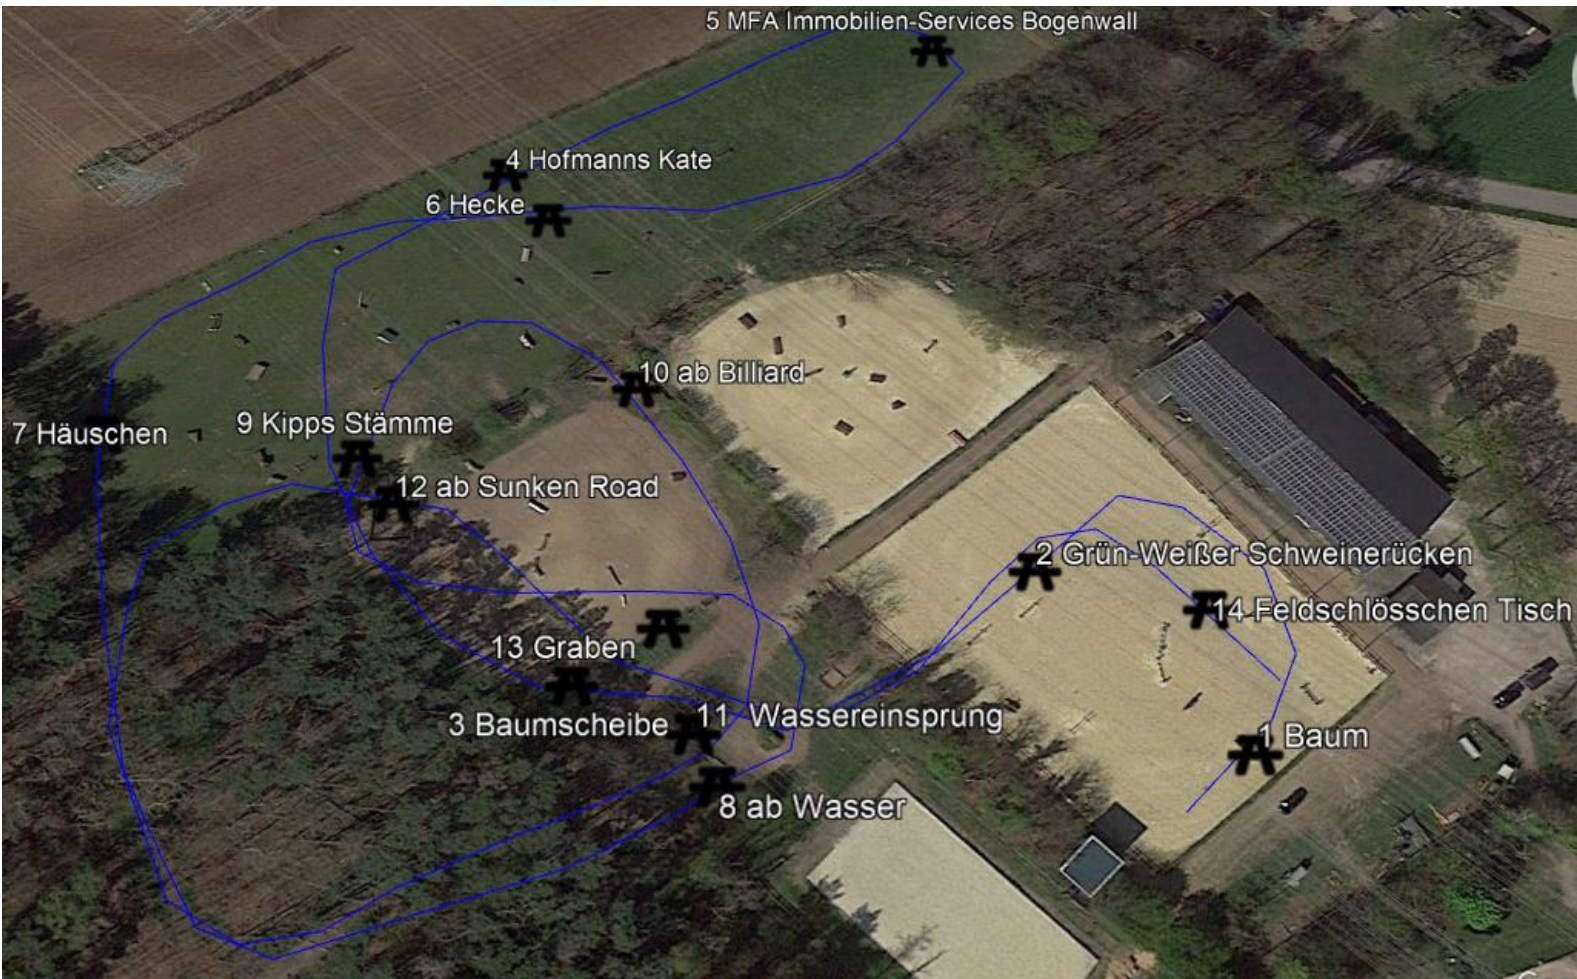 5 MFA Immobilien-Services Bogenwall
4 Hofmanns Kate
6 Hecke
10 ab Billiard
9 Kipps Stämme
7 Häuschen
12 ab Sunken Road
2 Grün-Weißer Schweinerücken
14 Feldschlösschen Tisch
13 Graben
3 Baumscheibe
11 Wassereinsprung
1 Baum
8 ab Wasser